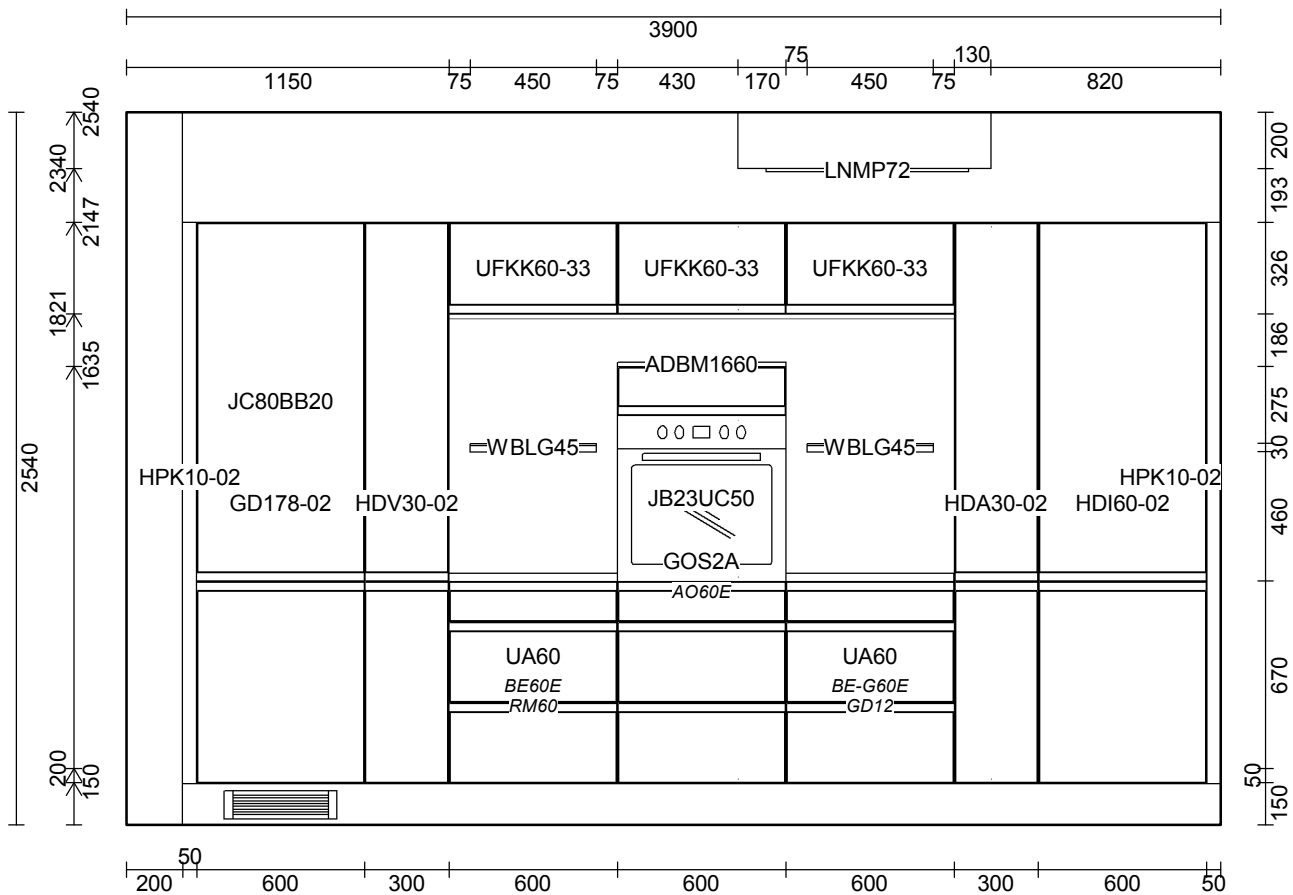 3900
75 130
1150 75 450 75 430 170 450 75 820
2540
2340
2147
1821
1635
200
150
2540
200
193
326
186
275
30
460
670
50
150
LNMP72
UFKK60-33 UFKK60-33 UFKK60-33
ADBM1660
JC80BB20
WBLG45 WBLG45
HPK10-02 HPK10-02
GD178-02 HDV30-02 JB23UC50 HDA30-02 HDI60-02
GOS2A
AO60E
UA60 UA60
BE60E BE-G60E
RM60 GD12
50
200 600 300 600 600 600 300 600 50